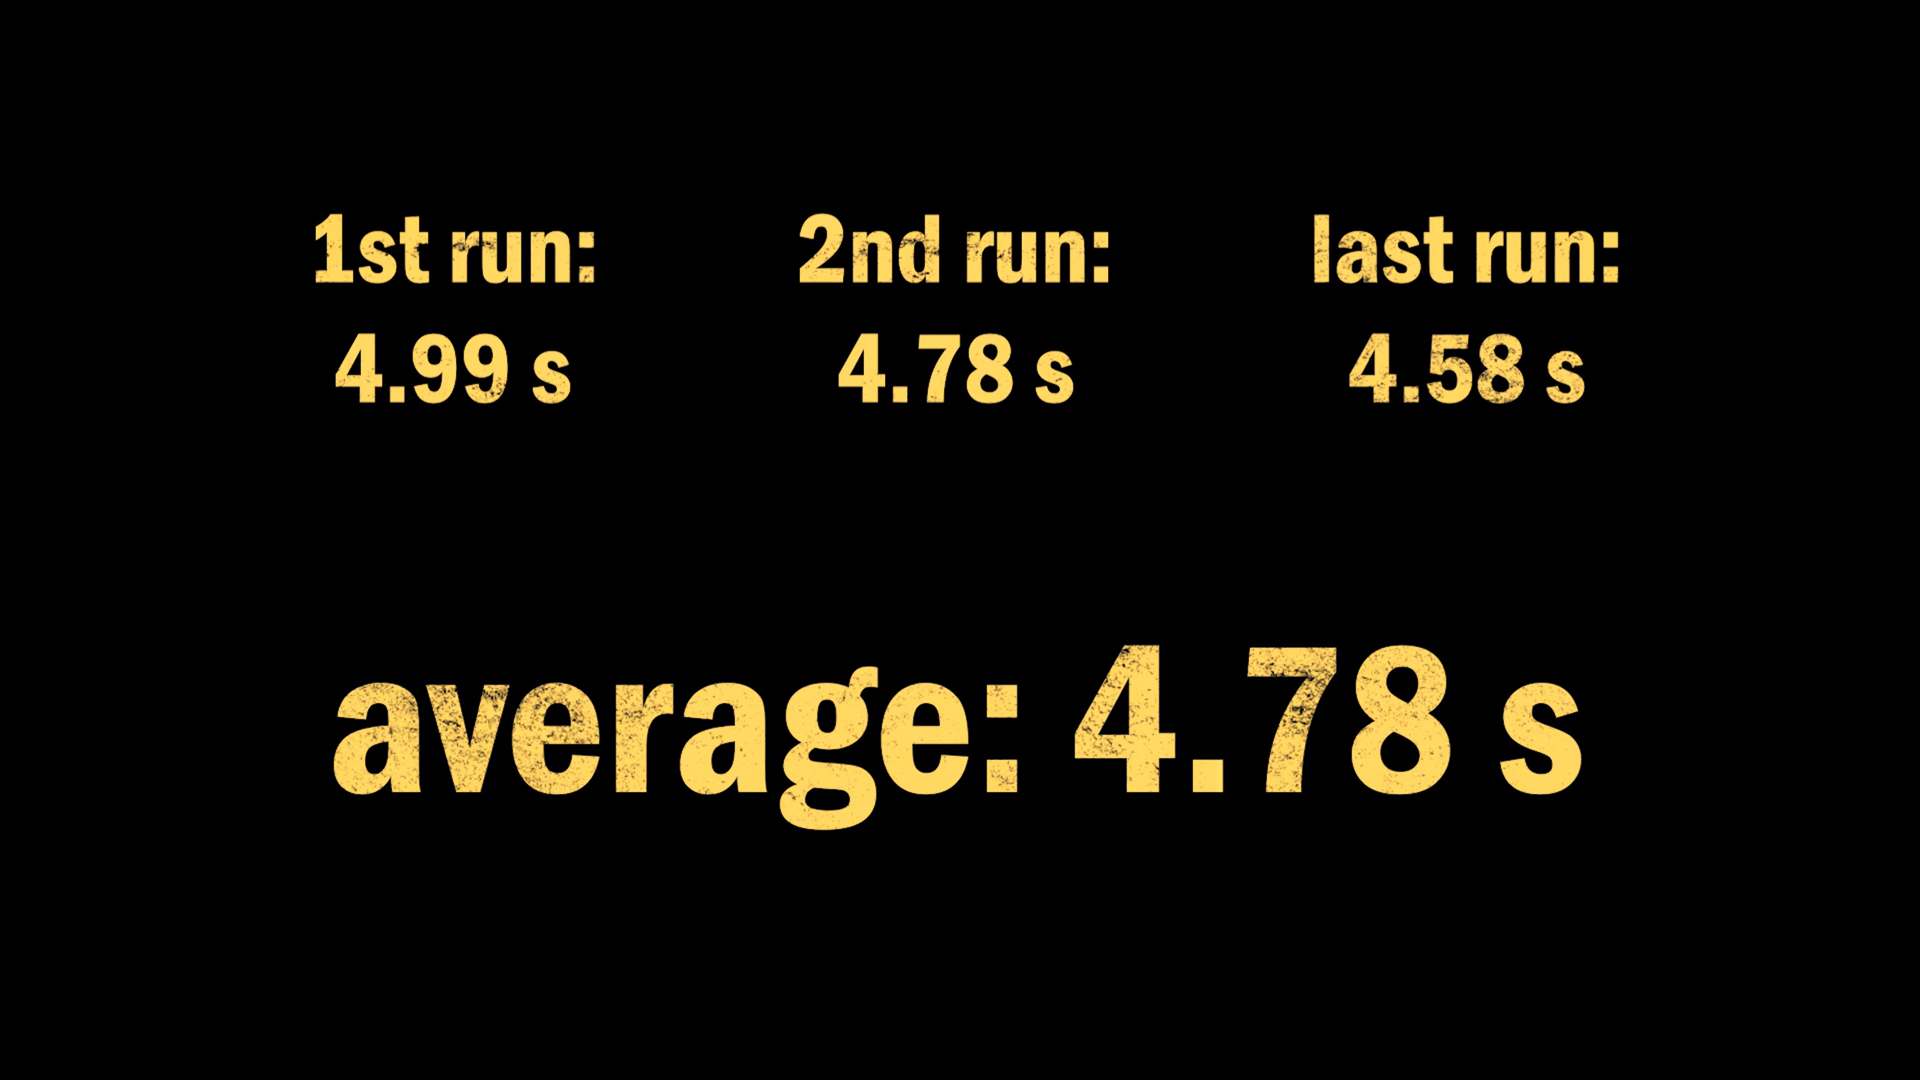 1st run: 2nd run: last run:
4.99 s 4.78 s 4.58 s
average: 4.78 s